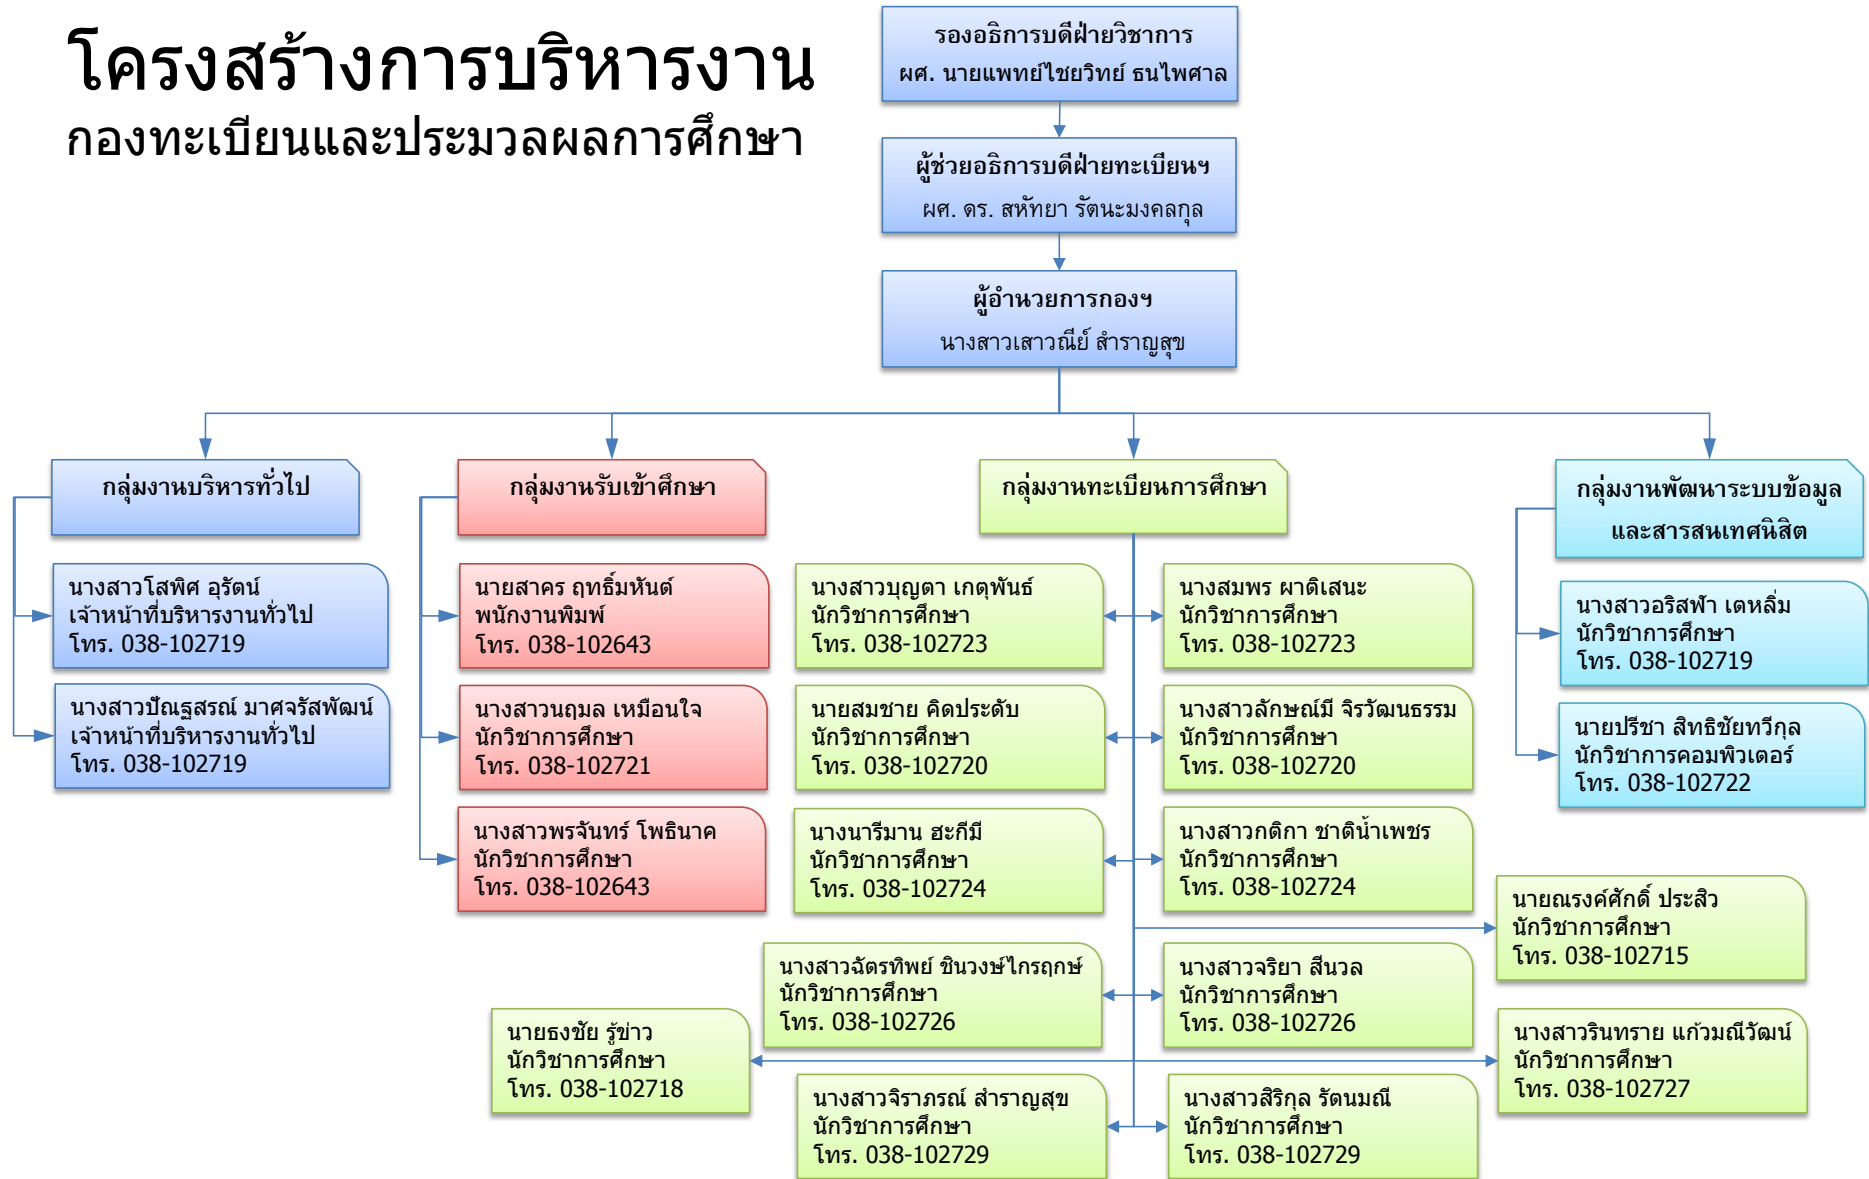 โครงสร้างการบริหารงาน
กองทะเบียนและประมวลผลการศึกษา
รองอธิการบดีฝ่ายวิชาการ
ผศ. นายแพทย์ไชยวิทย์ ธนไพศาล
ผู้ช่วยอธิการบดีฝ่ายทะเบียนฯ
ผศ. ดร. สหัทยา รัตนะมงคลกุล
ผู้อำนวยการกองฯ
นางสาวเสาวณีย์ สำราญสุข
กลุ่มงานบริหารทั่วไป
นางสาวโสพิศ อุรัตน์
เจ้าหน้าที่บริหารงานทั่วไป
โทร. 038-102719
นางสาวปัณฐสรณ์ มาศจรัสพัฒน์
เจ้าหน้าที่บริหารงานทั่วไป
โทร. 038-102719
กลุ่มงานรับเข้าศึกษา
นายสาคร ฤทธิ์มหันต์
พนักงานพิมพ์
โทร. 038-102643
นางสาวนฤมล เหมือนใจ
นักวิชาการศึกษา
โทร. 038-102721
นางสาวพรจันทร์ โพธินาค
นักวิชาการศึกษา
โทร. 038-102643
กลุ่มงานทะเบียนการศึกษา
นางสาวบุญตา เกตุพันธ์
นักวิชาการศึกษา
โทร. 038-102723
นางสมพร ผาติเสนะ
นักวิชาการศึกษา
โทร. 038-102723
นายสมชาย คิดประดับ
นักวิชาการศึกษา
โทร. 038-102720
นางสาวลักษณ์มี จิรวัฒนธรรม
นักวิชาการศึกษา
โทร. 038-102720
นางนารีมาน ฮะกีมี
นักวิชาการศึกษา
โทร. 038-102724
นางสาวกติกา ชาติน้ำเพชร
นักวิชาการศึกษา
โทร. 038-102724
นายณรงค์ศักดิ์ ประสิว
นักวิชาการศึกษา
โทร. 038-102715
นางสาวฉัตรทิพย์ ชินวงษ์ไกรฤกษ์
นักวิชาการศึกษา
โทร. 038-102726
นางสาวจริยา สีนวล
นักวิชาการศึกษา
โทร. 038-102726
นายธงชัย รู้ข่าว
นักวิชาการศึกษา
โทร. 038-102718
นางสาวรินทราย แก้วมณีวัฒน์
นักวิชาการศึกษา
โทร. 038-102727
นางสาวจิราภรณ์ สำราญสุข
นักวิชาการศึกษา
โทร. 038-102729
นางสาวสิริกุล รัตนมณี
นักวิชาการศึกษา
โทร. 038-102729
กลุ่มงานพัฒนาระบบข้อมูล
และสารสนเทศนิสิต
นางสาวอริสฬา เตหลิ่ม
นักวิชาการศึกษา
โทร. 038-102719
นายปรีชา สิทธิชัยทวีกุล
นักวิชาการคอมพิวเตอร์
โทร. 038-102722